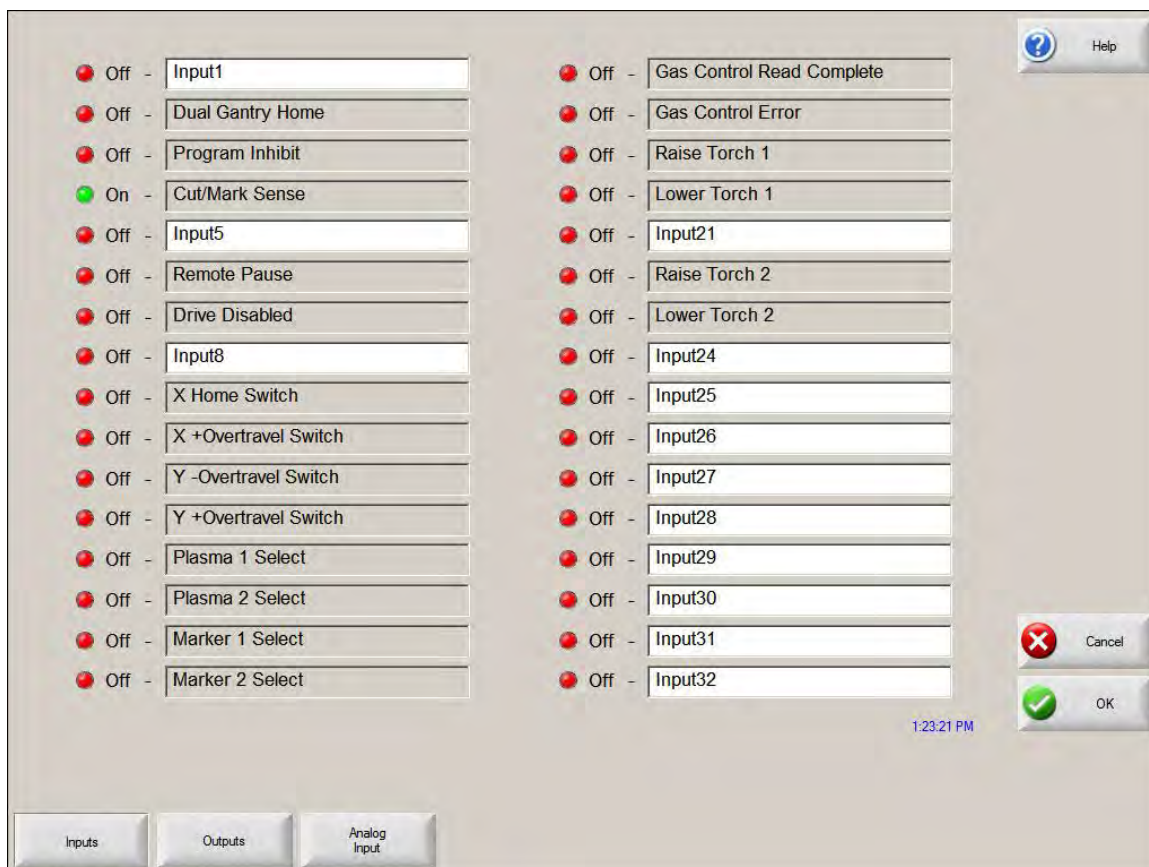 Off - Input1
Off - Dual Gantry Home
Off - Program Inhibit
On - Cut/Mark Sense
Off - Input5
Off - Remote Pause
Off - Drive Disabled
Off - Input8
Off - X Home Switch
Off - X +Overtravel Switch
Off - Y -Overtravel Switch
Off - Y +Overtravel Switch
Off - Plasma 1 Select
Off - Plasma 2 Select
Off - Marker 1 Select
Off - Marker 2 Select
Off - Gas Control Read Complete
Off - Gas Control Error
Off - Raise Torch 1
Off - Lower Torch 1
Off - Input21
Off - Raise Torch 2
Off - Lower Torch 2
Off - Input24
Off - Input25
Off - Input26
Off - Input27
Off - Input28
Off - Input29
Off - Input30
Off - Input31
Off - Input32
Help
Cancel
OK
1:23:21 PM
Inputs
Outputs
Analog
Input